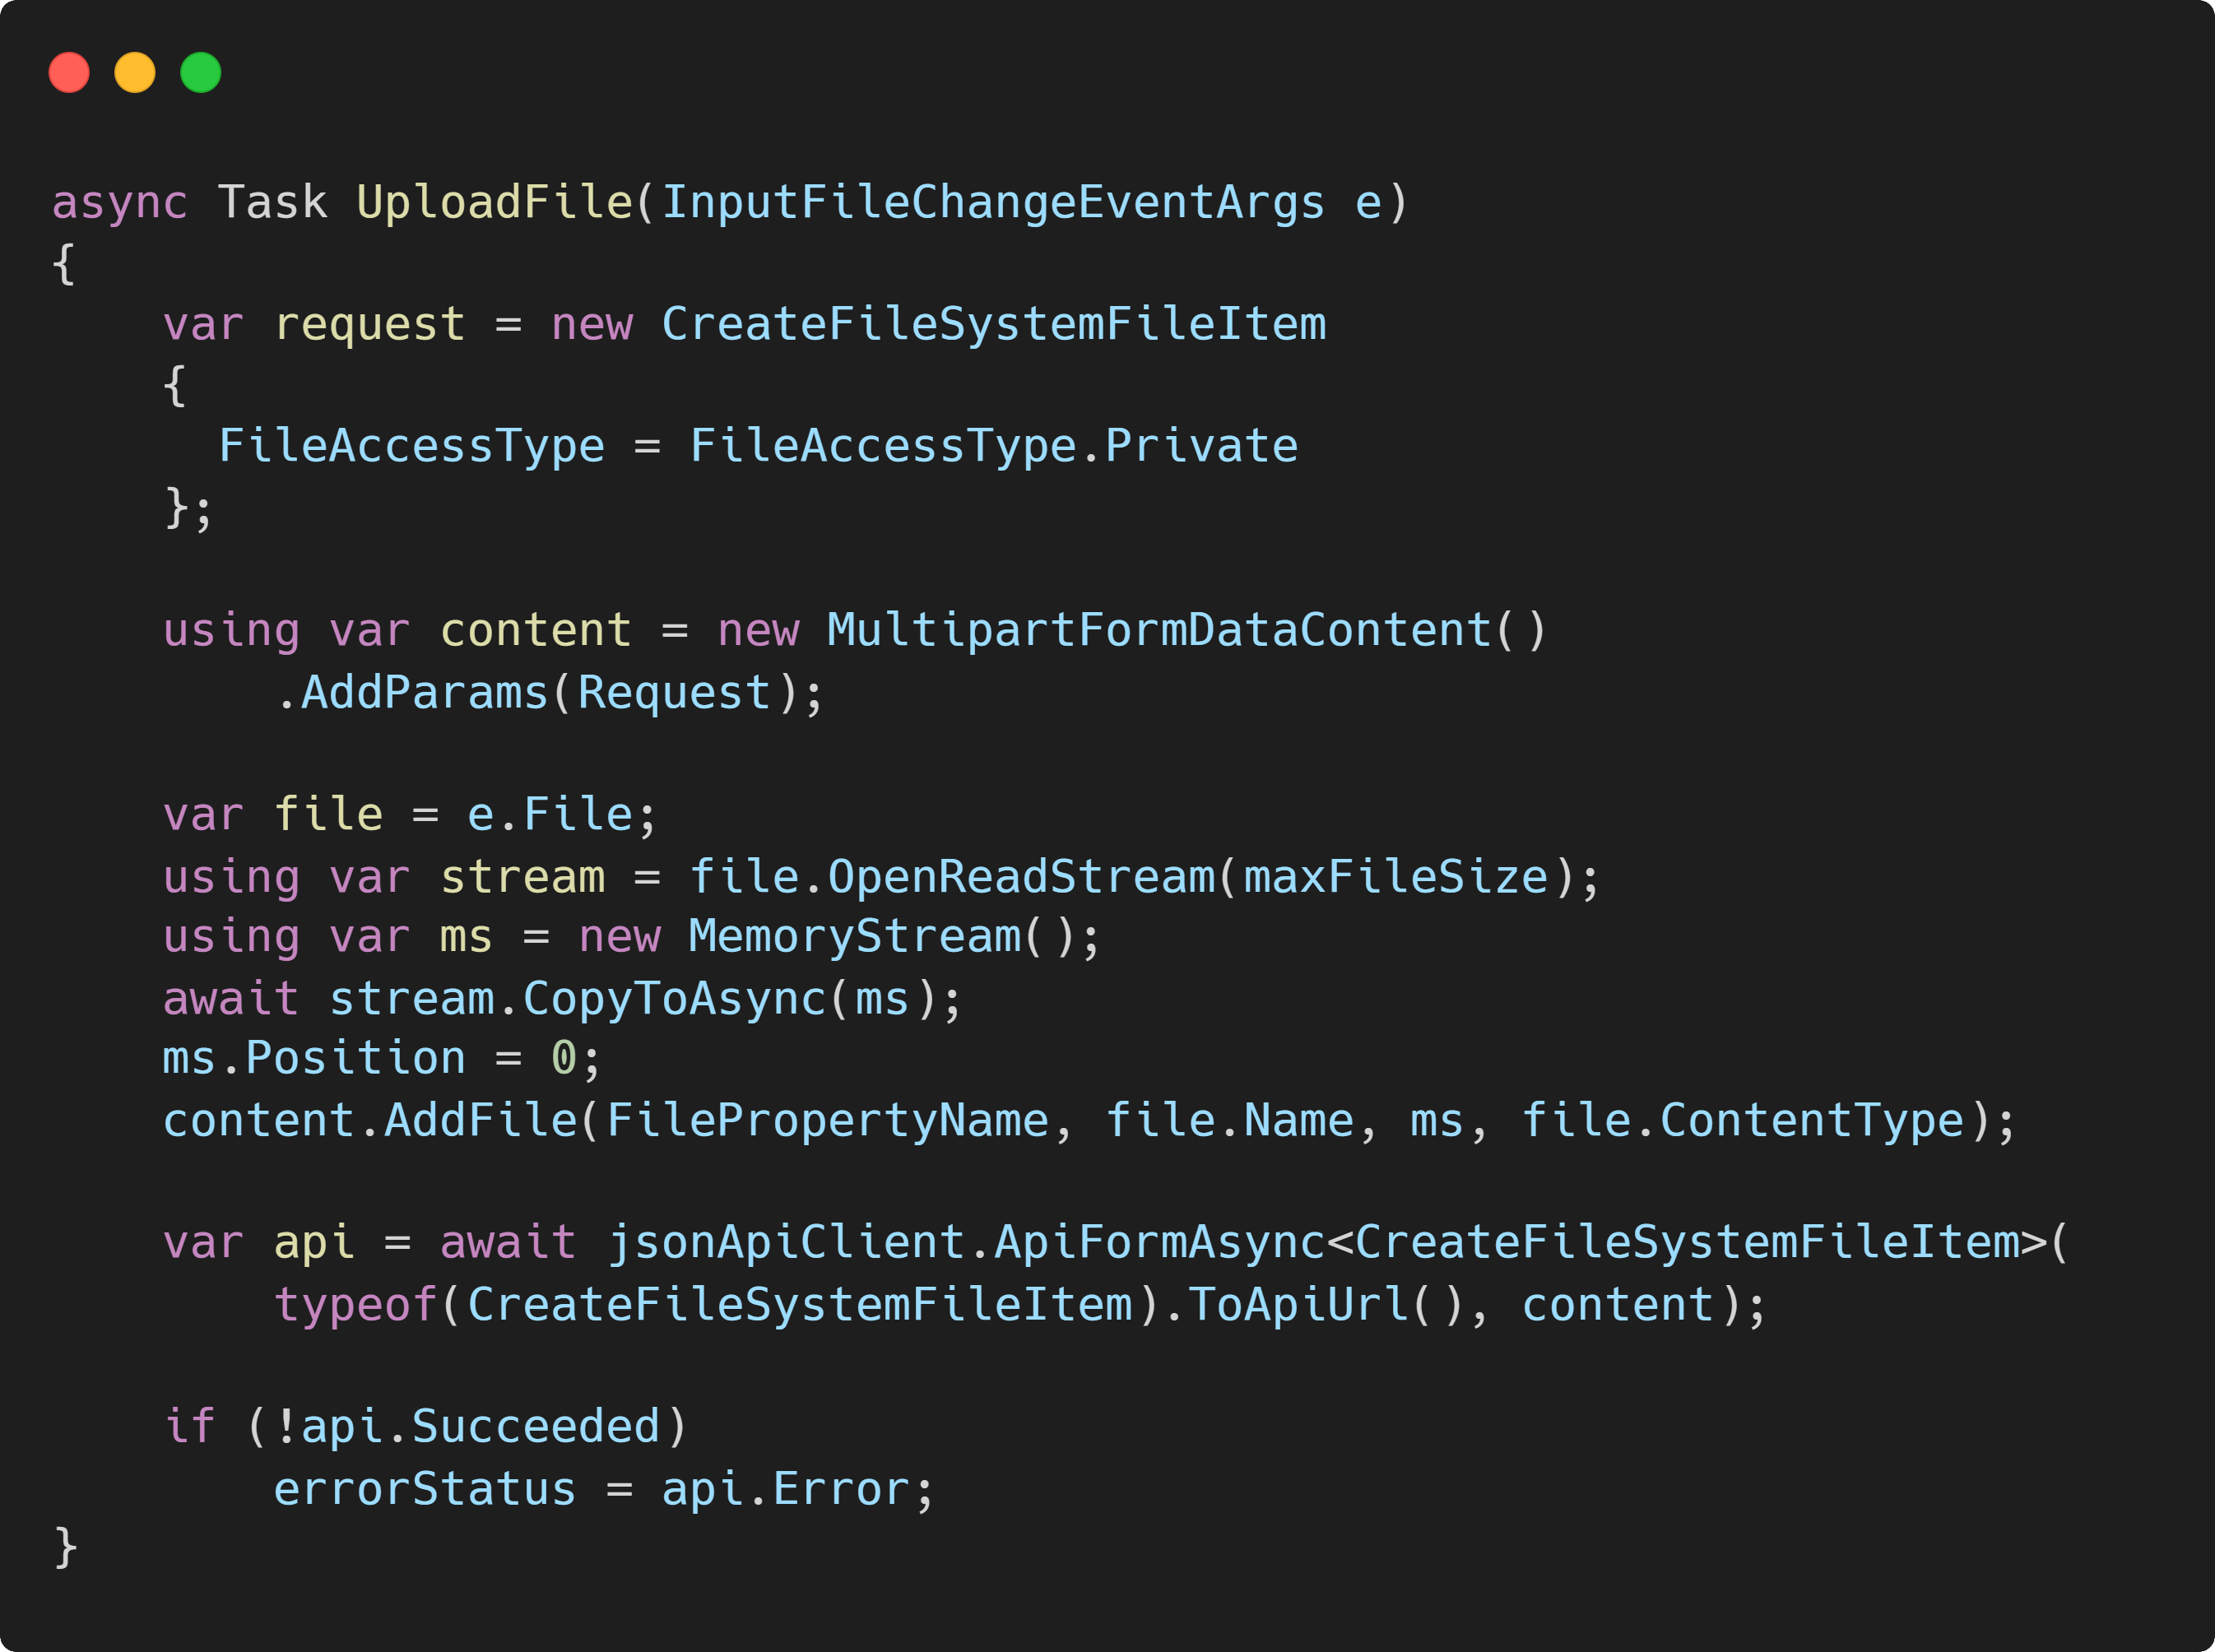 async Task UploadFile(InputFileChangeEventArgs e)
{
    var request = new CreateFileSystemFileItem
    {
      FileAccessType = FileAccessType.Private
    };

    using var content = new MultipartFormDataContent()
        .AddParams(Request);

    var file = e.File;
    using var stream = file.OpenReadStream(maxFileSize);
    using var ms = new MemoryStream();
    await stream.CopyToAsync(ms);
    ms.Position = 0;
    content.AddFile(FilePropertyName, file.Name, ms, file.ContentType);

    var api = await jsonApiClient.ApiFormAsync<CreateFileSystemFileItem>(
        typeof(CreateFileSystemFileItem).ToApiUrl(), content);

    if (!api.Succeeded)
        errorStatus = api.Error;
}